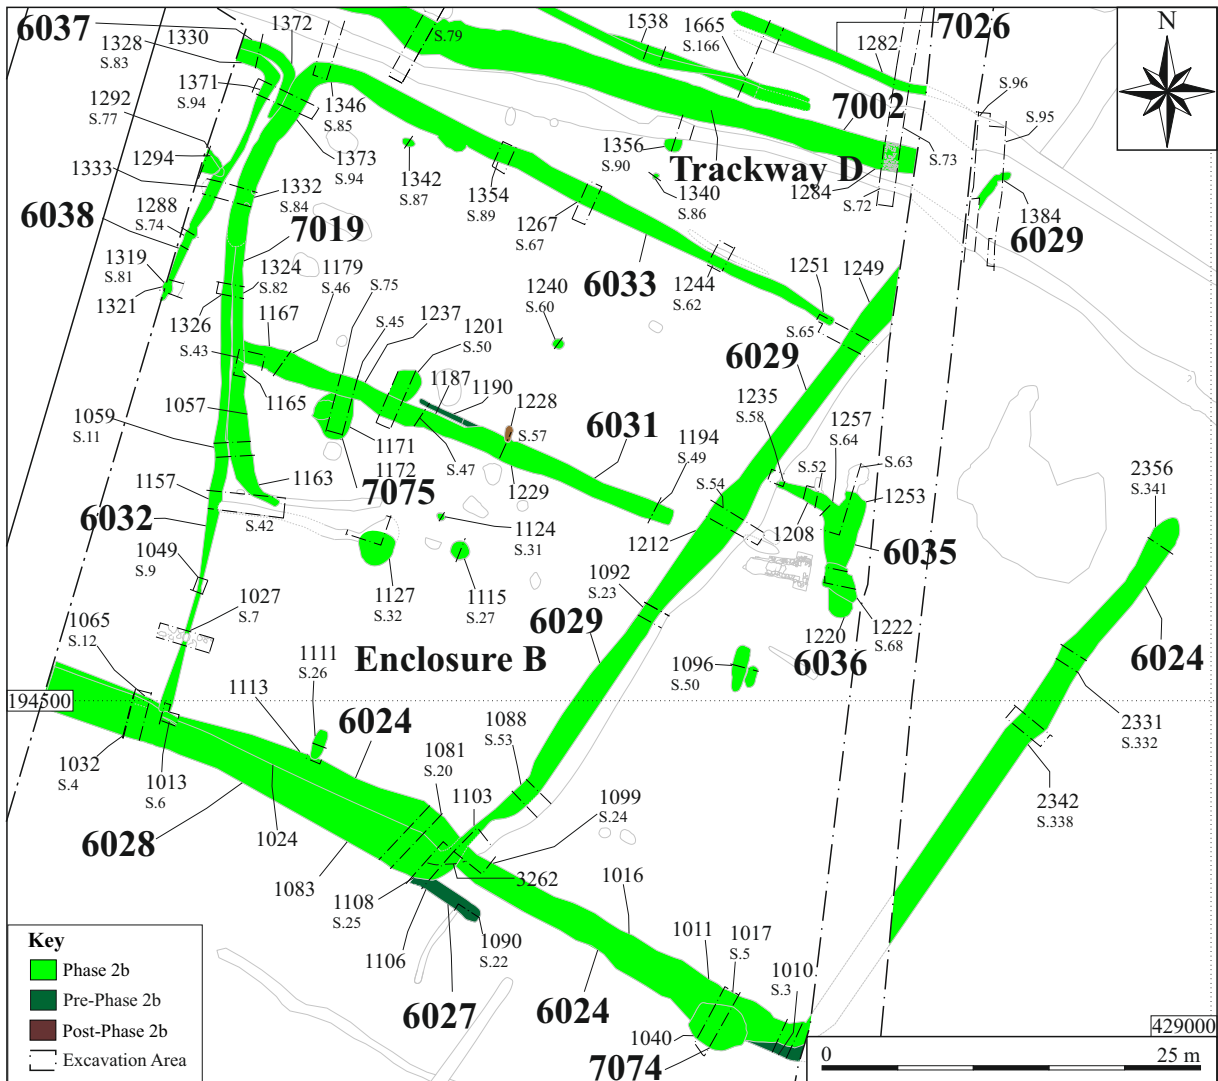 6037
1330
1372
1328
S.83
1371
S.94
1292
S.77
1294
1333
6038
1288
S.74
1319
S.81
1321
1326
S.79
1538
1665
S.166
7026
1282
7002
S.96
S.95
N
1346
S.85
1373
S.94
1332
S.84
7019
1342
S.87
1354
S.89
1356
S.90
1340
S.86
Trackway D
1284
S.72
S.73
1384
6029
1267
S.67
6033
1244
S.62
1251
1249
S.65
1324
S.82
1179
S.46
S.75
S.45
1237
1201
S.50
1240
S.60
1167
S.43
1165
1187
1190
1228
S.57
6031
6029
1235
S.58
1257
S.64
S.63
S.52
1253
1194
S.49
S.54
1059
S.11
1057
1171
1172
7075
S.47
1229
1163
1157
6032
S.42
1124
S.31
1127
S.32
1115
S.27
1212
1208
6035
2356
S.341
1049
S.9
1027
S.7
1092
S.23
6029
1220
1222
S.68
6036
6024
1065
S.12
Enclosure B
1096
S.50
194500
1111
S.26
1113
6024
1088
S.53
1081
S.20
1103
1099
S.24
2331
S.332
2342
S.338
1032
S.4
1013
S.6
6028
1024
1083
1108
S.25
3262
1016
1106
1090
S.22
6027
6024
1011
1017
S.5
1010
S.3
1040
7074
Key
Phase 2b
Pre-Phase 2b
Post-Phase 2b
Excavation Area
429000
0
25 m